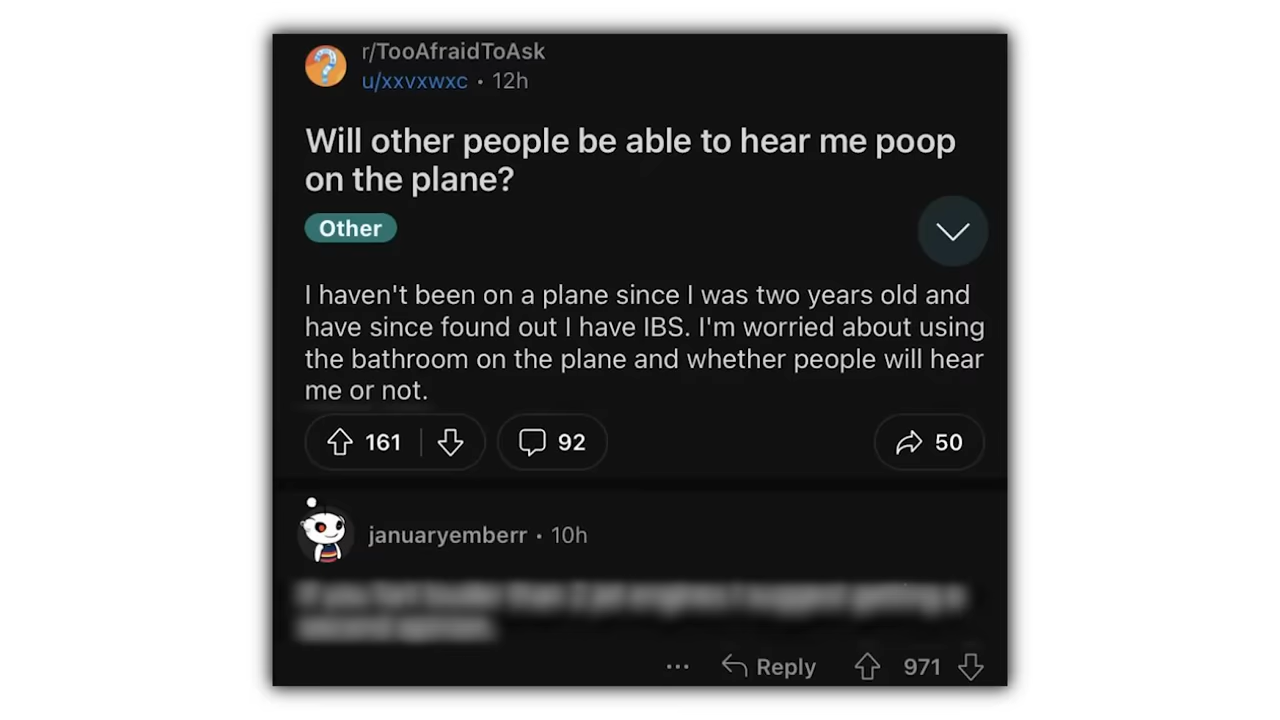 r/TooAfraidToAsk
u/xxvxwxc • 12h
Will other people be able to hear me poop
on the plane?
Other
I haven't been on a plane since I was two years old and
have since found out I have IBS. I'm worried about using
the bathroom on the plane and whether people will hear
me or not.
161
92
50
januaryemberr • 10h
Reply
971